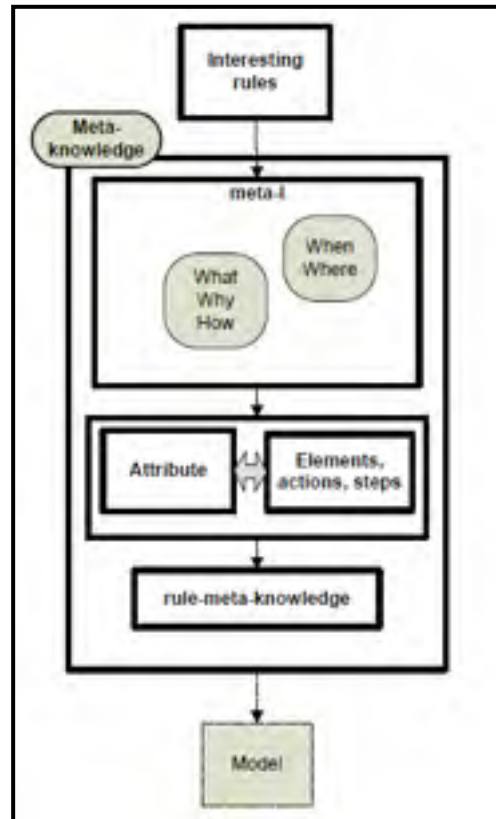 Interesting
rules
Meta-
knowledge
meta-I
When
Where
What
Why
How
Attribute
Elements,
actions, steps
rule-meta-knowledge
Model